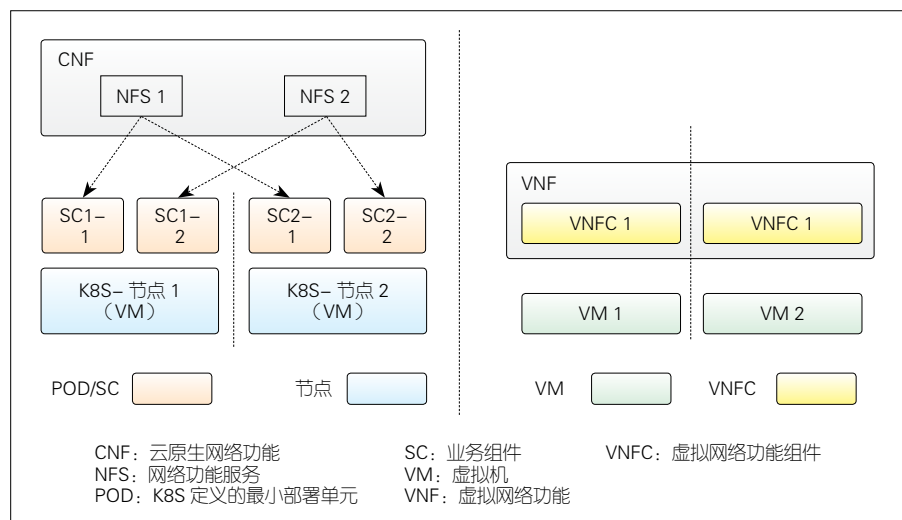 CNF
NFS 1
NFS 2
SC1–
1
SC1–
2
SC2–
1
SC2–
2
K8S– 节点 1
（VM）
K8S– 节点 2
（VM）
POD/SC
节点
VNF
VNFC 1
VNFC 1
VM 1
VM 2
VM
VNFC
CNF：云原生网络功能
SC：业务组件
VNFC：虚拟网络功能组件
NFS：网络功能服务
VM：虚拟机
POD：K8S 定义的最小部署单元
VNF：虚拟网络功能